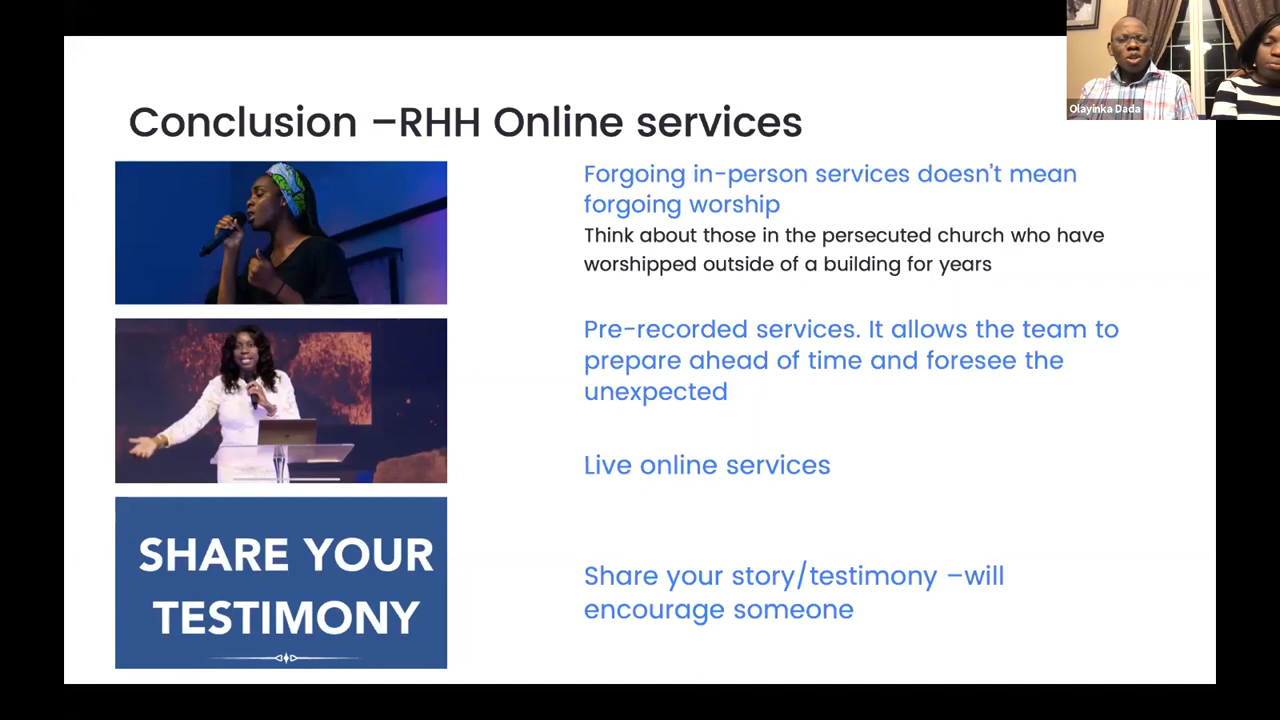 Olayinka Dada
Conclusion –RHH Online services
Forgoing in-person services doesn't mean
forgoing worship
Think about those in the persecuted church who have
worshipped outside of a building for years
Pre-recorded services. It allows the team to
prepare ahead of time and foresee the
unexpected
Live online services
SHARE YOUR
TESTIMONY
Share your story/testimony –will
encourage someone